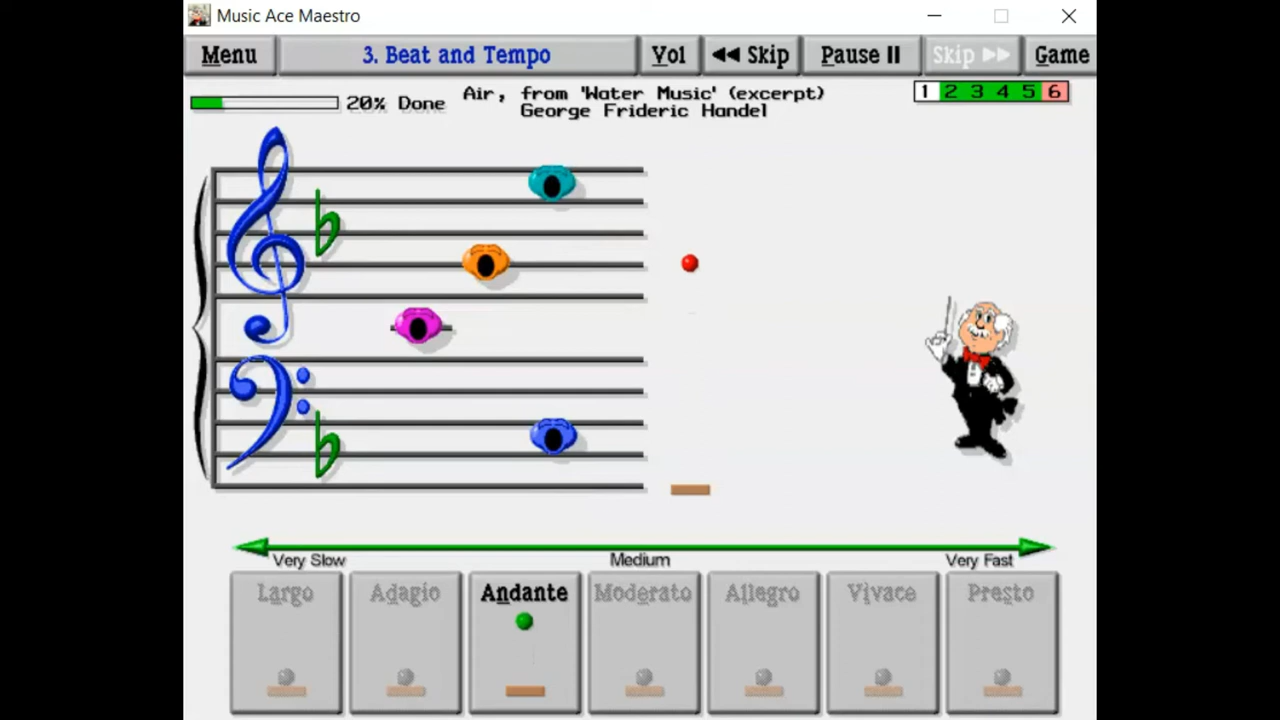 Music Ace Maestro
Menu
3. Beat and Tempo
Vol
Skip
Pause
Skip
Game
20% Done
Air, from 'Water Music' (excerpt)
George Frideric Handel
1 2 3 4 5 6
Very Slow
Medium
Very Fast
Largo
Adagio
Andante
Moderato
Allegro
Vivace
Presto